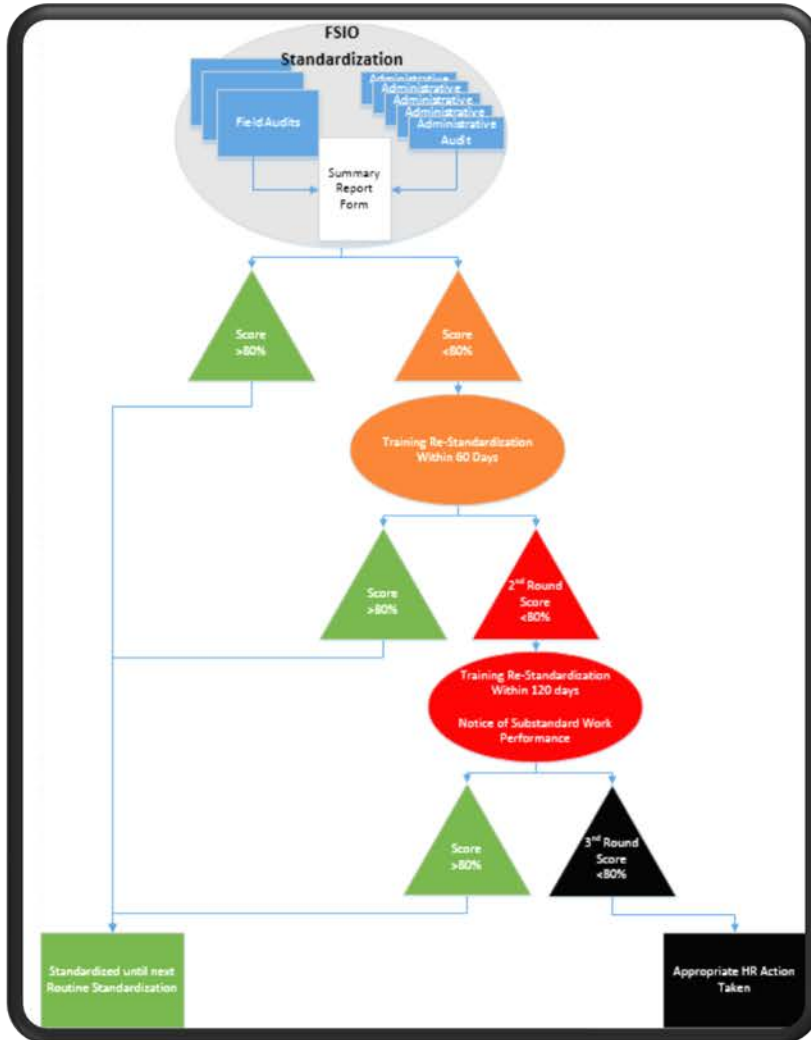 FSIO
Standardization
Field Audits
Administrative
Administrative
Administrative
Administrative
Administrative
Audit
Summary
Report
Form
Score
>80%
Score
<80%
Training Re-Standardization
Within 60 Days
Score
>80%
2nd Round
Score
<80%
Training Re-Standardization
Within 120 days
Notice of Substandard Work
Performance
Score
>80%
3rd Round
Score
<80%
Standardized until next
Routine Standardization
Appropriate HR Action
Taken